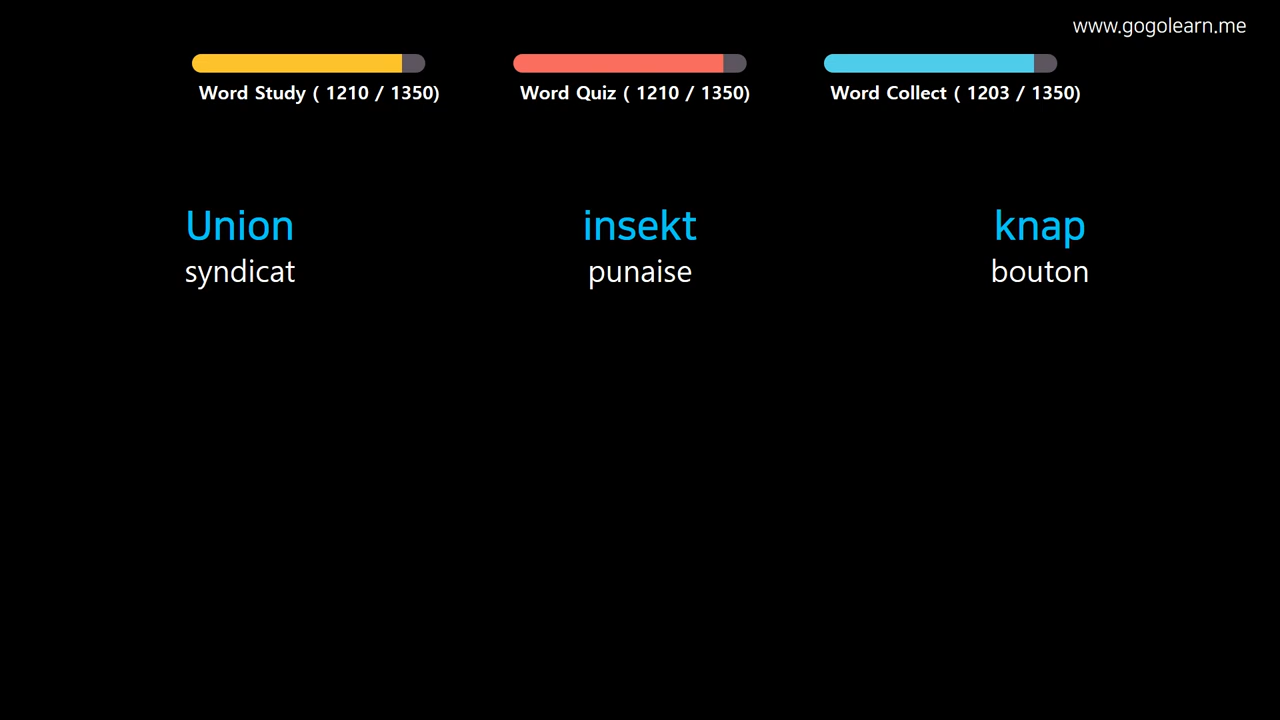 www.gogolearn.me
Word Study ( 1210 / 1350)
Word Quiz ( 1210 / 1350)
Word Collect ( 1203 / 1350)
Union
syndicat
insekt
punaise
knap
bouton